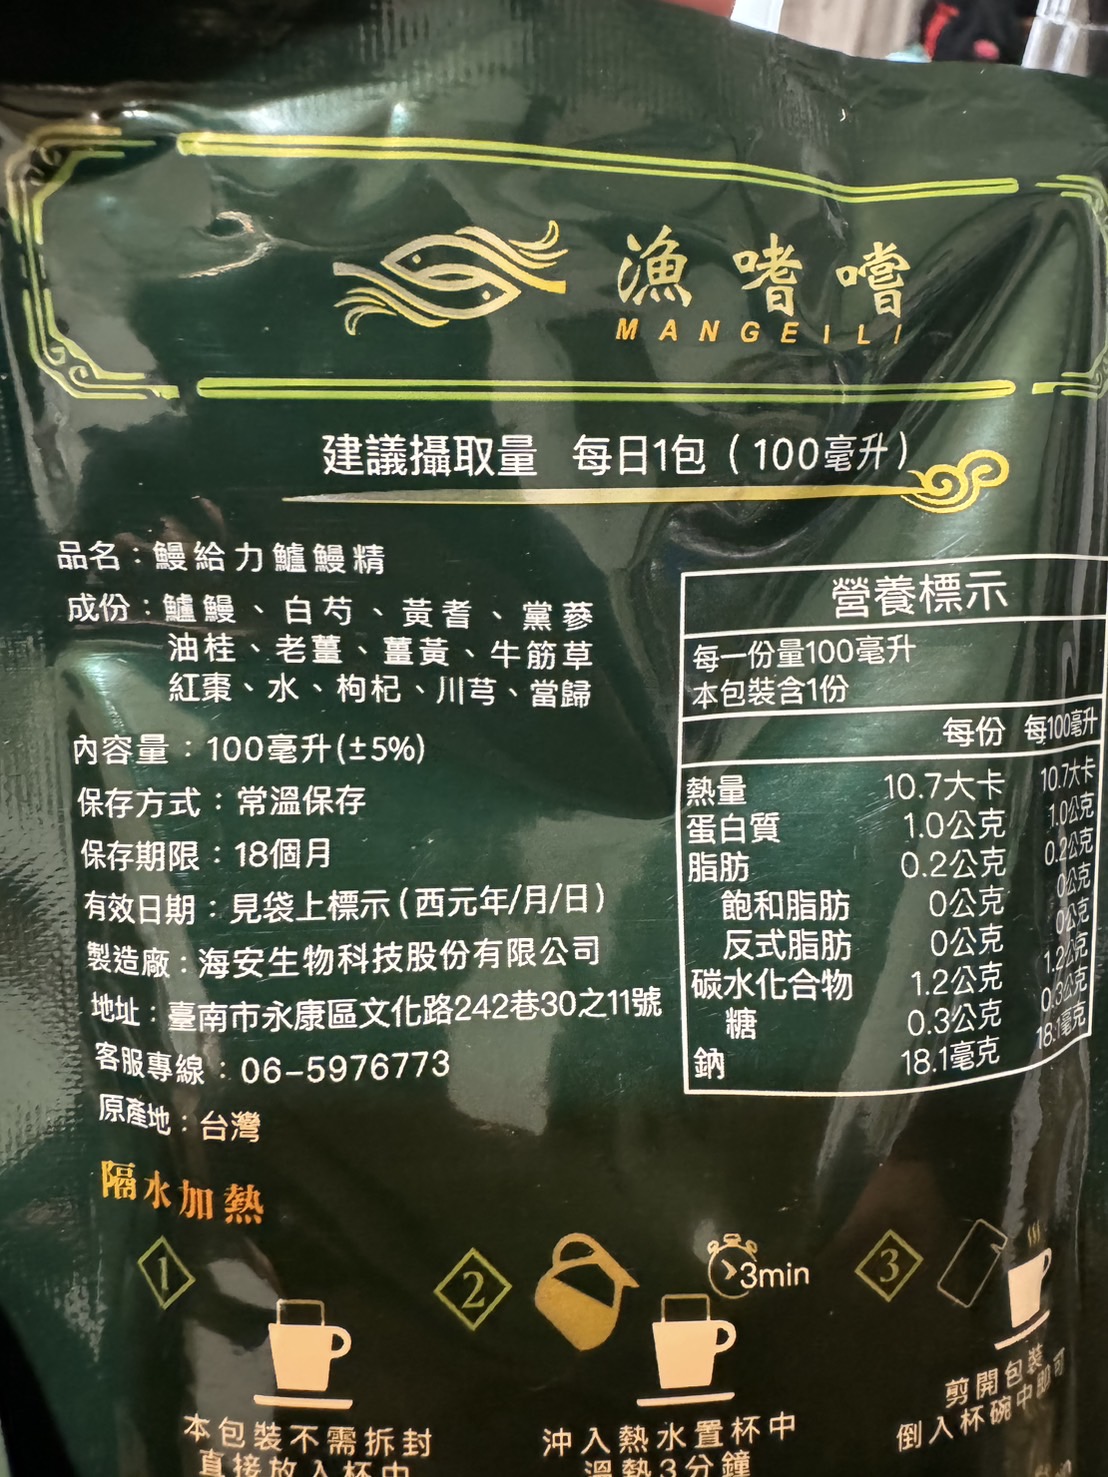 漁嗜嚐
MANGEILI
建議攝取量 每日1包(100毫升)
品名:鰻給力鱸鰻精
成份:鱸鰻、白芍、黃耆、黨蔘
油桂、老薑、薑黃、牛筋草
紅棗、水、枸杞、川芎、當歸
內容量:100毫升(±5%)
保存方式:常溫保存
保存期限:18個月
有效日期:見袋上標示(西元年/月/日)
製造廠:海安生物科技股份有限公司
地址:臺南市永康區文化路242巷30之11號
客服專線:06-5976773
原產地:台灣
營養標示
每一份量100毫升
本包裝含1份
每份 每100毫升
熱量 10.7大卡 10.7大卡
蛋白質 1.0公克 1.0公克
脂肪 0.2公克 0.2公克
飽和脂肪 0公克 0公克
反式脂肪 0公克 0公克
碳水化合物 1.2公克 1.2公克
糖 0.3公克 0.3公克
鈉 18.1毫克 18.1毫克
隔水加熱
1
本包裝不需拆封
直接放入杯中
2
3min
沖入熱水置杯中
溫熱3分鐘
3
剪開包裝
倒入杯碗中即可